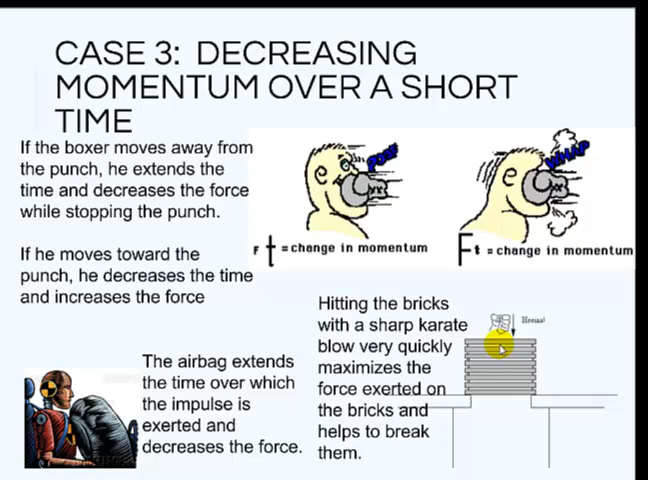 CASE 3: DECREASING
MOMENTUM OVER A SHORT
TIME
If the boxer moves away from
the punch, he extends the
time and decreases the force
while stopping the punch.
If he moves toward the
punch, he decreases the time
and increases the force
POOF
F t = change in momentum
WHAP
Ft = change in momentum
Hitting the bricks
with a sharp karate
blow very quickly
maximizes the
force exerted on
the bricks and
helps to break
them.
The airbag extends
the time over which
the impulse is
exerted and
decreases the force.